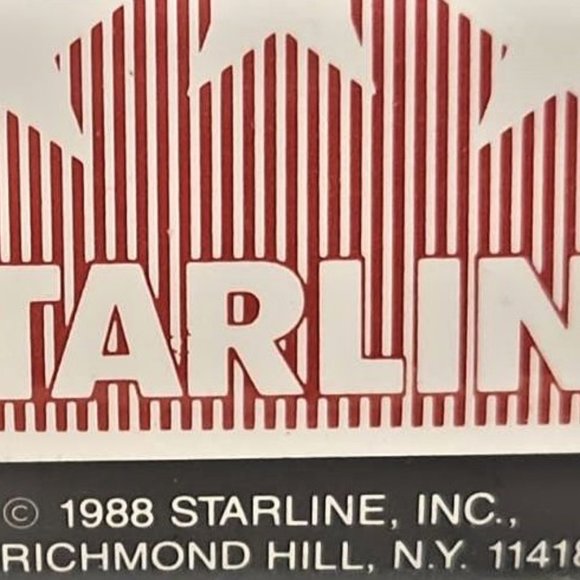 TARLIN
© 1988 STARLINE, INC.,
RICHMOND HILL, N.Y. 11418